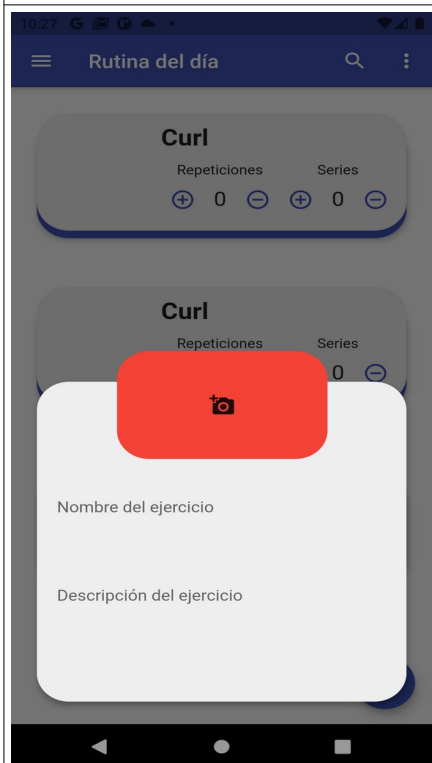 10:27 G
Rutina del día
Curl
Repeticiones Series
0 0
Curl
Repeticiones Series
0
Nombre del ejercicio
Descripción del ejercicio